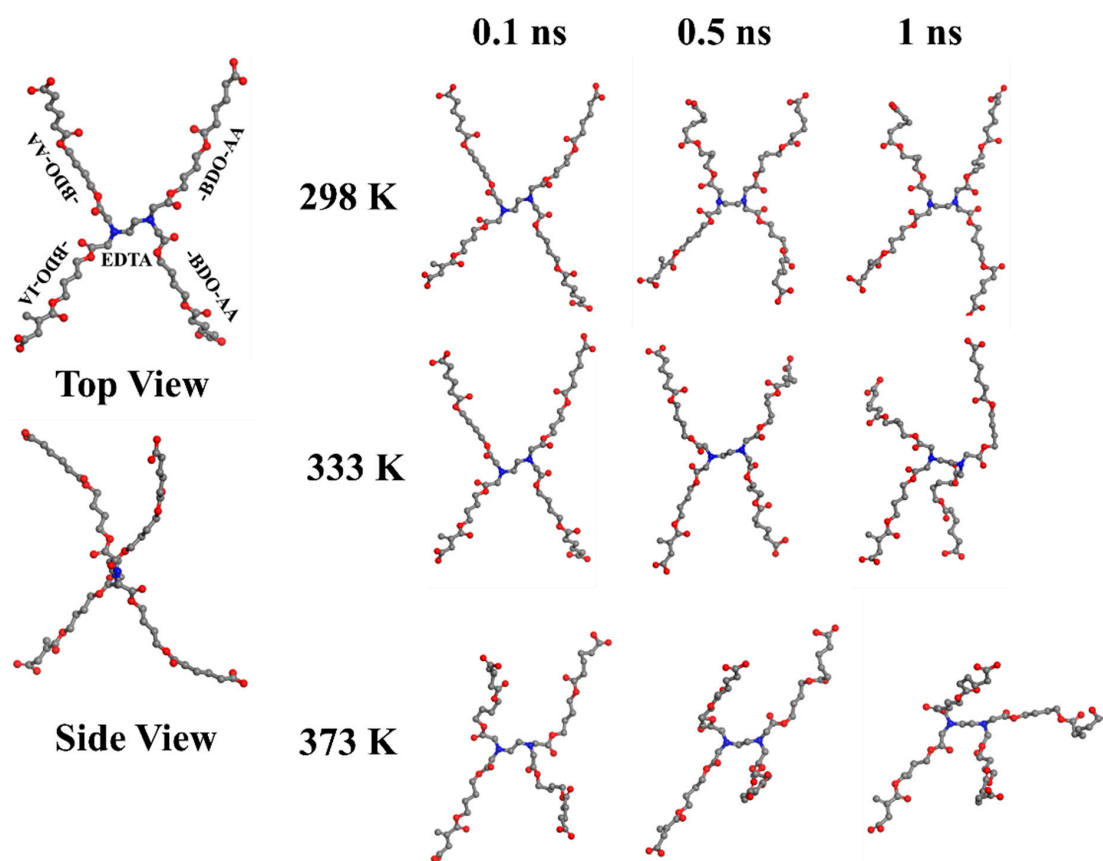 0.1 ns
0.5 ns
1 ns
-BDO-AA
-BDO-AA
298 K
EDTA
-BDO-IA
-BDO-AA
Top View
333 K
Side View
373 K